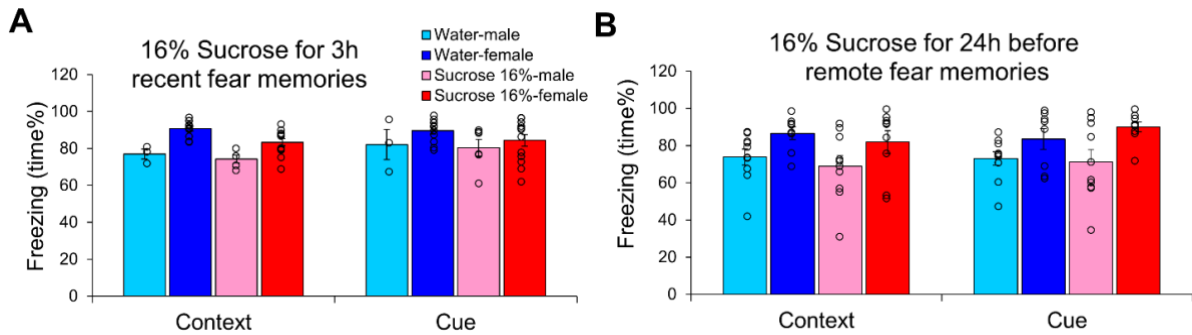 A
16% Sucrose for 3h
recent fear memories
Water-male
Water-female
Sucrose 16%-male
Sucrose 16%-female
Freezing (time%)
120
100
80
60
40
20
0
Context
Cue
B
16% Sucrose for 24h before
remote fear memories
Freezing (time%)
120
100
80
60
40
20
0
Context
Cue